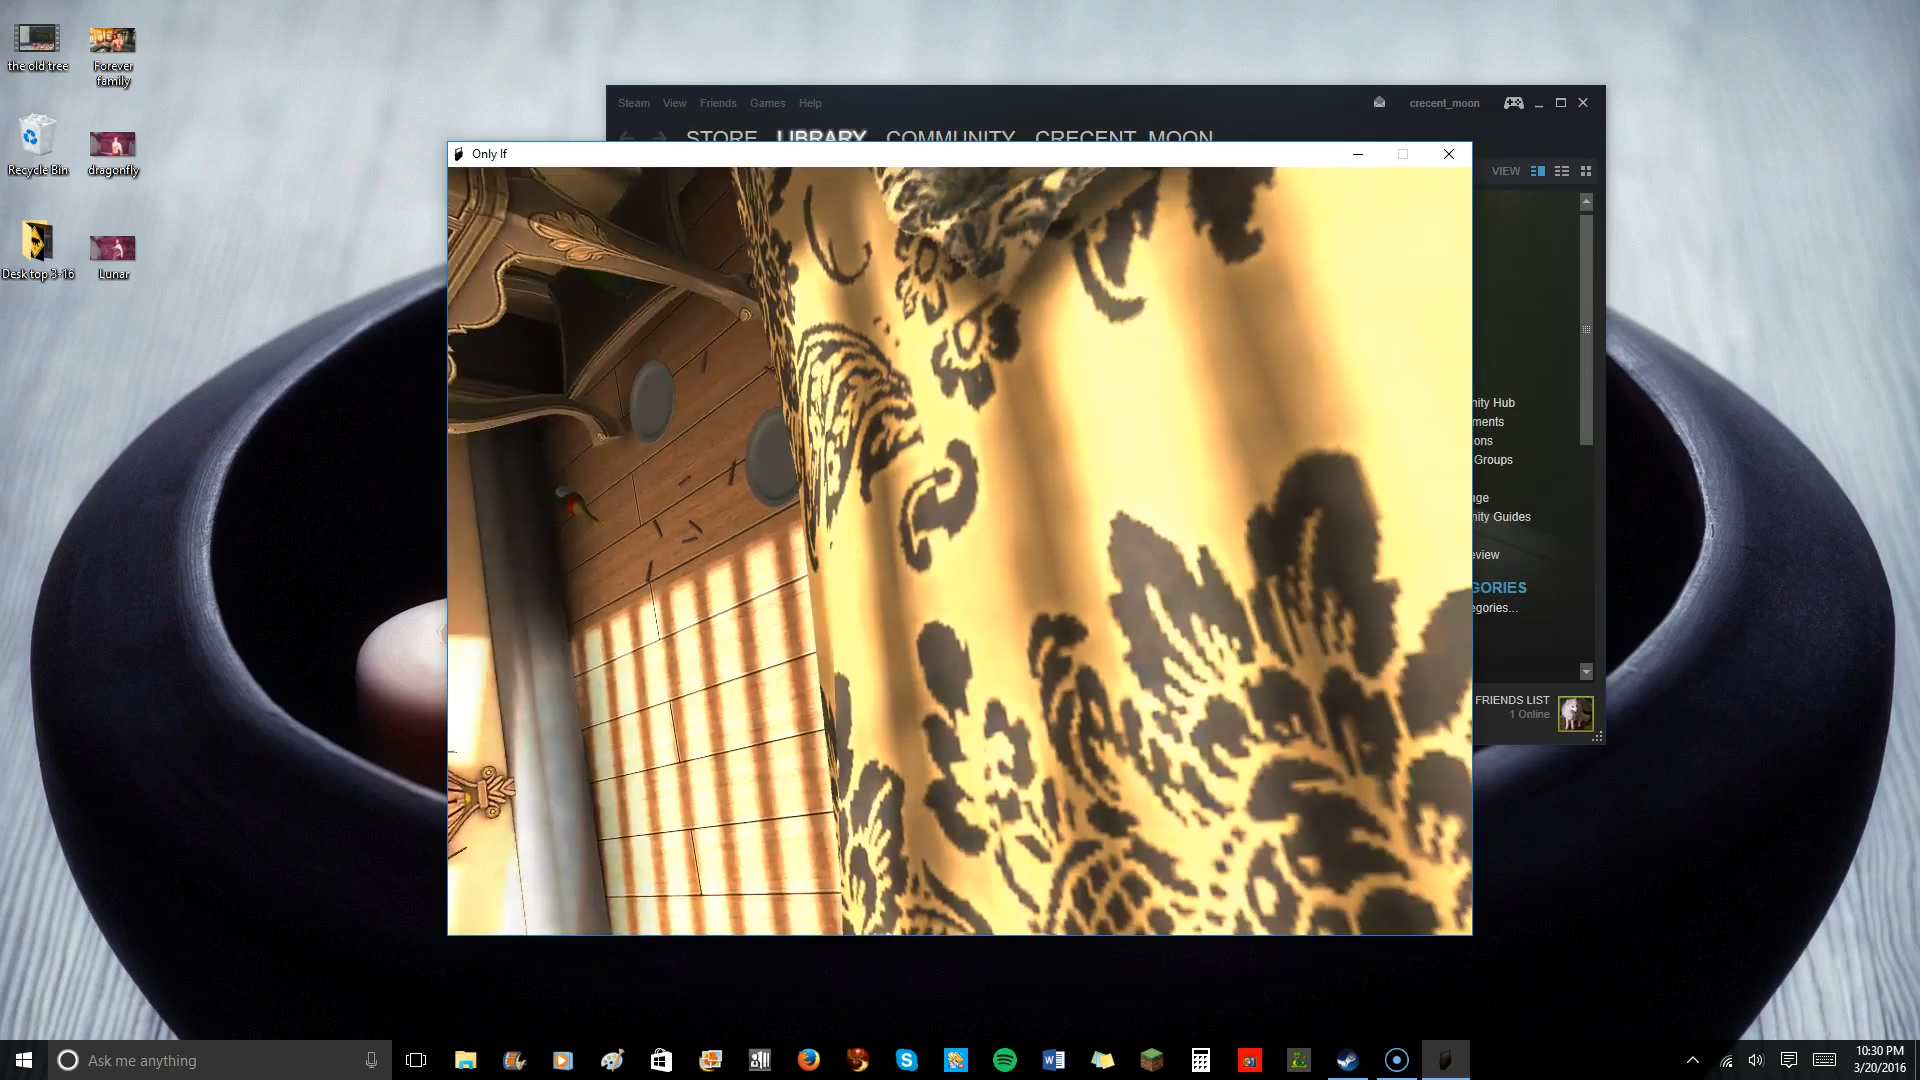 the old tree
Forever
family
Recycle Bin
dragonfly
Desk top 3-16
Lunar
Steam View Friends Games Help
crecent_moon
STORE LIBRARY COMMUNITY CRECENT_MOON
Only If
VIEW
nity Hub
ments
ons
Groups
age
nity Guides
eview
GORIES
egories...
FRIENDS LIST
1 Online
Ask me anything
10:30 PM
3/20/2016